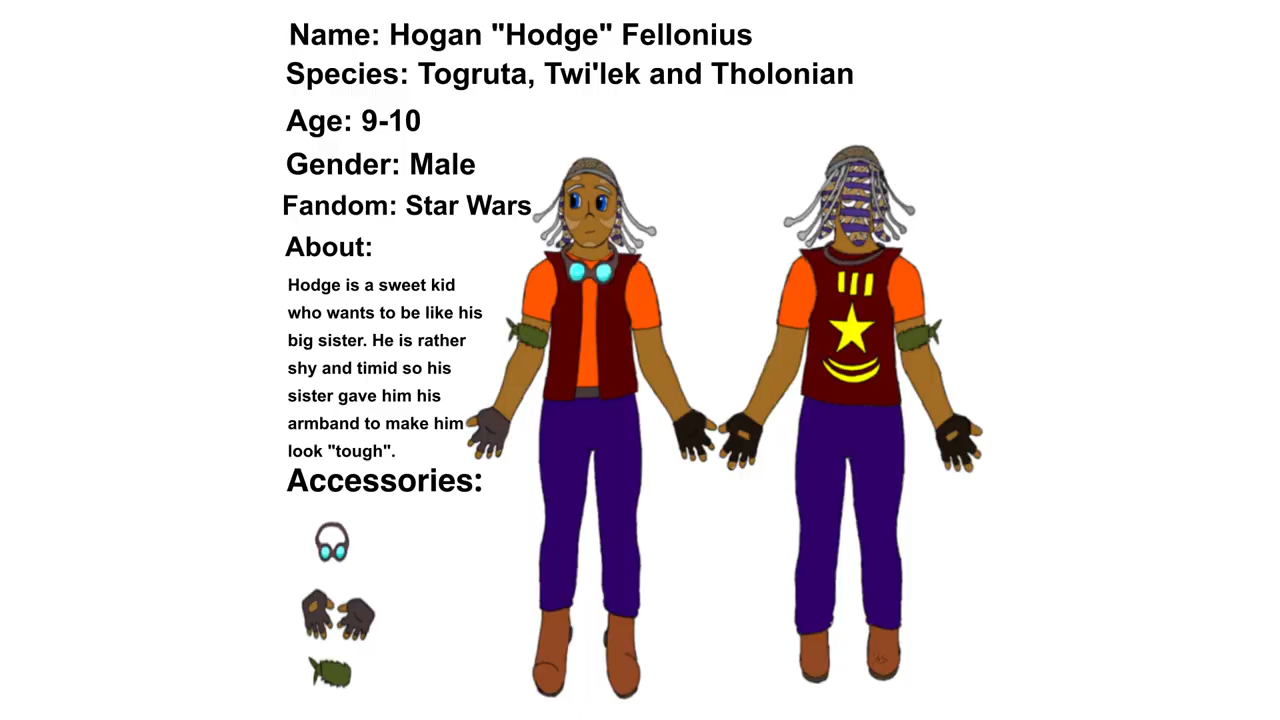 Name: Hogan "Hodge" Fellonius
Species: Togruta, Twi'lek and Tholonian
Age: 9-10
Gender: Male
Fandom: Star Wars
About:
Hodge is a sweet kid
who wants to be like his
big sister. He is rather
shy and timid so his
sister gave him his
armband to make him
look "tough".
Accessories: